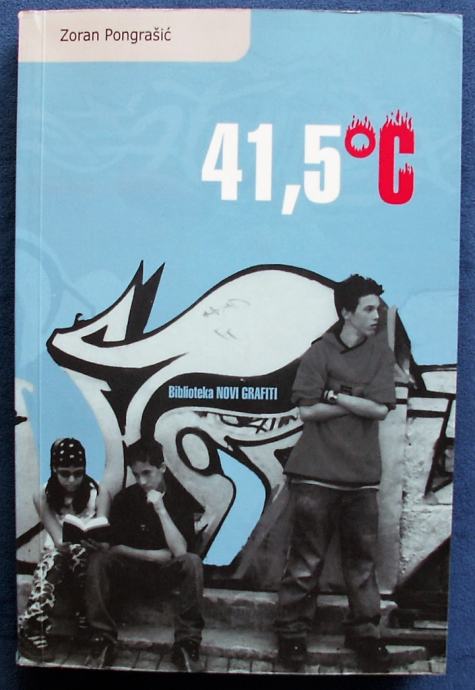 Zoran Pongrašić
41,5°C
Biblioteka NOVI GRAFITI